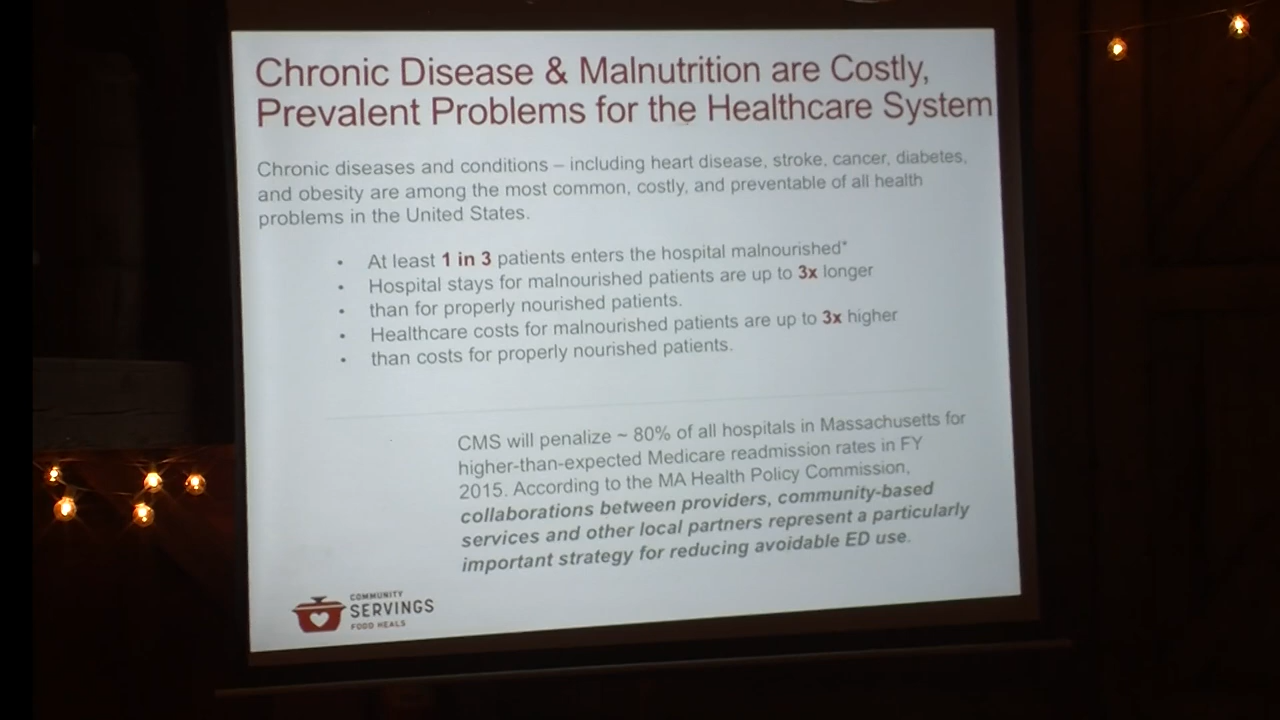 Chronic Disease & Malnutrition are Costly,
Prevalent Problems for the Healthcare System
Chronic diseases and conditions – including heart disease, stroke, cancer, diabetes,
and obesity are among the most common, costly, and preventable of all health
problems in the United States.
• At least 1 in 3 patients enters the hospital malnourished*
• Hospital stays for malnourished patients are up to 3x longer
• than for properly nourished patients.
• Healthcare costs for malnourished patients are up to 3x higher
• than costs for properly nourished patients.
CMS will penalize ~ 80% of all hospitals in Massachusetts for
higher-than-expected Medicare readmission rates in FY
2015. According to the MA Health Policy Commission,
collaborations between providers, community-based
services and other local partners represent a particularly
important strategy for reducing avoidable ED use.
COMMUNITY
SERVINGS
FOOD HEALS